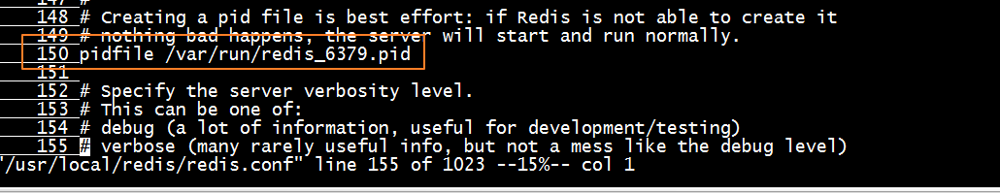 147 #
148 # Creating a pid file is best effort: if Redis is not able to create it
149 # nothing bad happens, the server will start and run normally.
150 pidfile /var/run/redis_6379.pid
151
152 # Specify the server verbosity level.
153 # This can be one of:
154 # debug (a lot of information, useful for development/testing)
155 # verbose (many rarely useful info, but not a mess like the debug level)
"/usr/local/redis/redis.conf" line 155 of 1023 --15%-- col 1